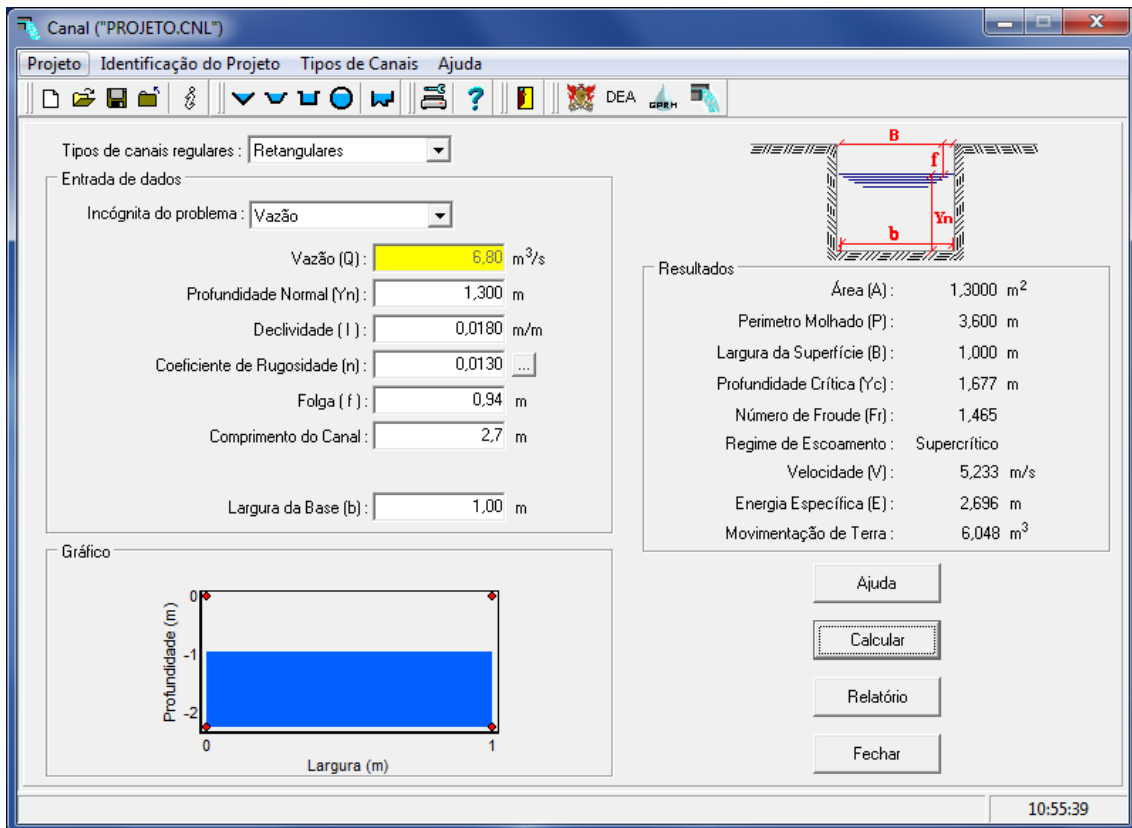 Canal ("PROJETO.CNL")
Projeto Identificação do Projeto Tipos de Canais Ajuda
DEA GPRH
Tipos de canais regulares : Retangulares
Entrada de dados
Incógnita do problema : Vazão
Vazão (Q) : 6,80 m³/s
Profundidade Normal (Yn) : 1,300 m
Declividade ( I ) : 0,0180 m/m
Coeficiente de Rugosidade (n) : 0,0130 ...
Folga ( f ) : 0,94 m
Comprimento do Canal : 2,7 m
Largura da Base (b) : 1,00 m
B
f
Yn
b
Resultados
Área (A) : 1,3000 m²
Perimetro Molhado (P) : 3,600 m
Largura da Superfície (B) : 1,000 m
Profundidade Crítica (Yc) : 1,677 m
Número de Froude (Fr) : 1,465
Regime de Escoamento : Supercrítico
Velocidade (V) : 5,233 m/s
Energia Específica (E) : 2,696 m
Movimentação de Terra : 6,048 m³
Gráfico
Profundidade (m)
0
-1
-2
0 1
Largura (m)
Ajuda
Calcular
Relatório
Fechar
10:55:39